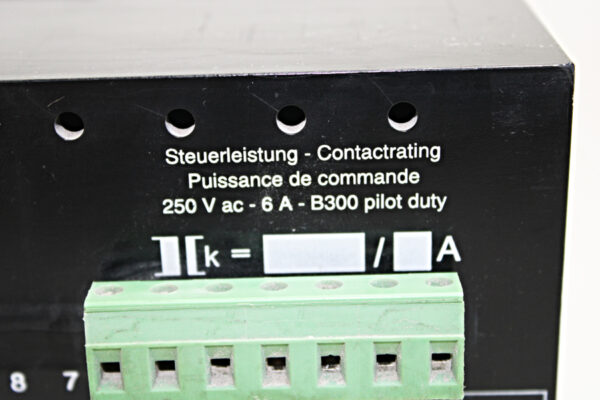 Steuerleistung - Contactrating
Puissance de commande
250 V ac - 6 A - B300 pilot duty
k = / A
8 7